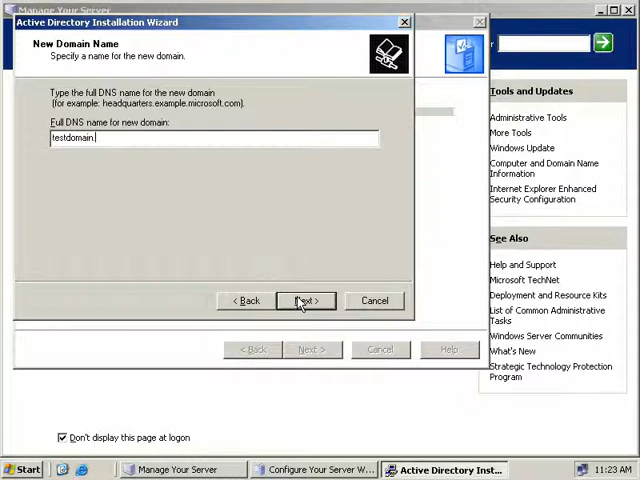 Manage Your Server
Active Directory Installation Wizard
New Domain Name
Specify a name for the new domain.
Type the full DNS name for the new domain
(for example: headquarters.example.microsoft.com).
Full DNS name for new domain:
testdomain.
< Back
Next >
Cancel
< Back
Next >
Cancel
Help
Tools and Updates
Administrative Tools
More Tools
Windows Update
Computer and Domain Name
Information
Internet Explorer Enhanced
Security Configuration
See Also
Help and Support
Microsoft TechNet
Deployment and Resource Kits
List of Common Administrative
Tasks
Windows Server Communities
What's New
Strategic Technology Protection
Program
Don't display this page at logon
Start
Manage Your Server
Configure Your Server W...
Active Directory Inst...
11:23 AM